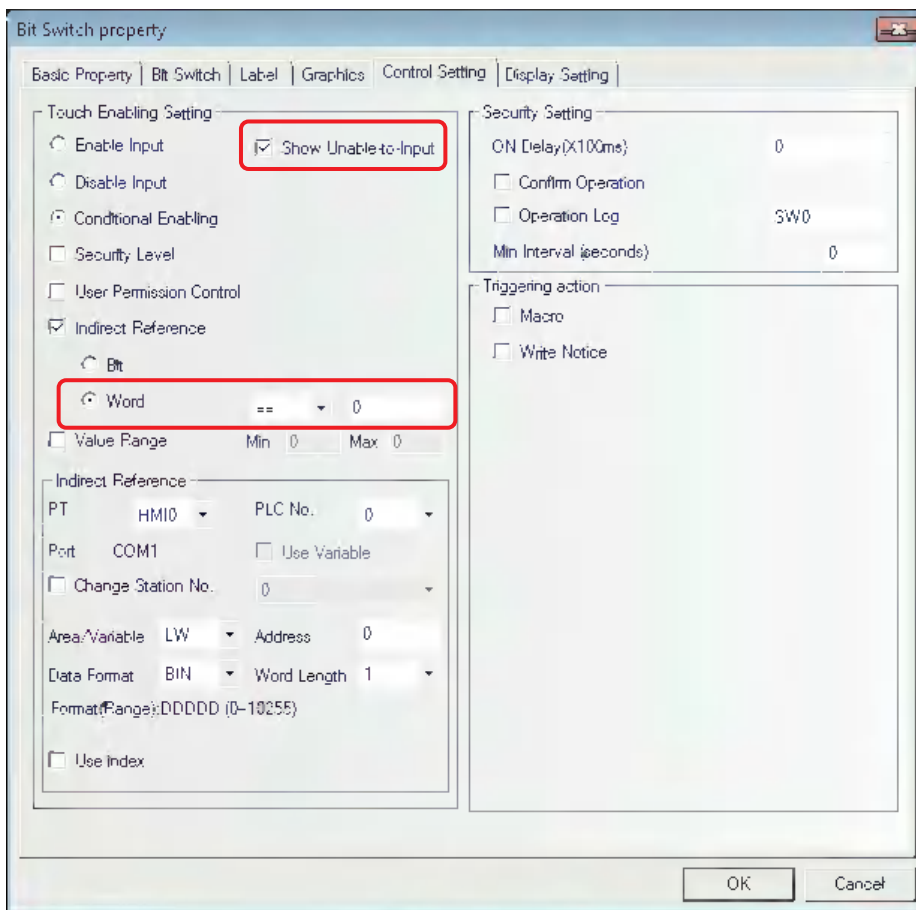 Bit Switch property
Basic Property Bit Switch Label Graphics Control Setting Display Setting
Touch Enabling Setting
Enable Input Show Unable-to-Input
Disable Input
Conditional Enabling
Security Level
User Permission Control
Indirect Reference
Bit
Word == 0
Value Range Min 0 Max 0
Indirect Reference
PT HMI0 PLC No. 0
Port COM1 Use Variable
Change Station No. 0
Area/Variable LW Address 0
Data Format BIN Word Length 1
Format(Range):DDDDD (0~10255)
Use Index
Security Setting
ON Delay(X100ms) 0
Confirm Operation
Operation Log SW0
Min Interval (seconds) 0
Triggering action
Macro
Write Notice
OK Cancel